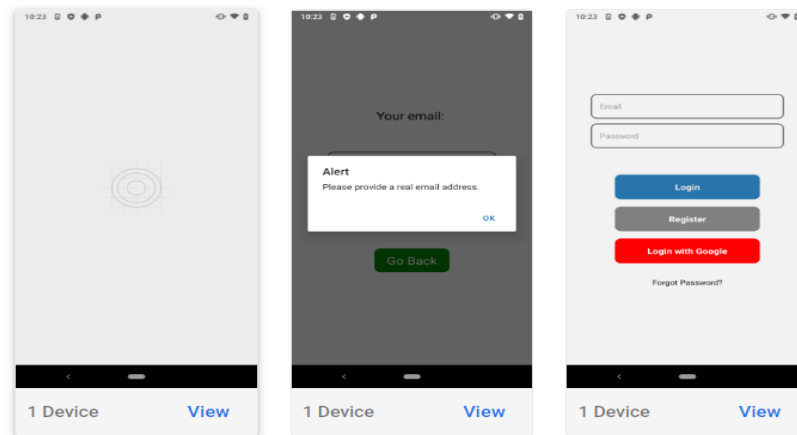 10:23
1 Device View
10:23
Your email:
Alert
Please provide a real email address.
OK
Go Back
1 Device View
10:23
Email
Password
Login
Register
Login with Google
Forgot Password?
1 Device View